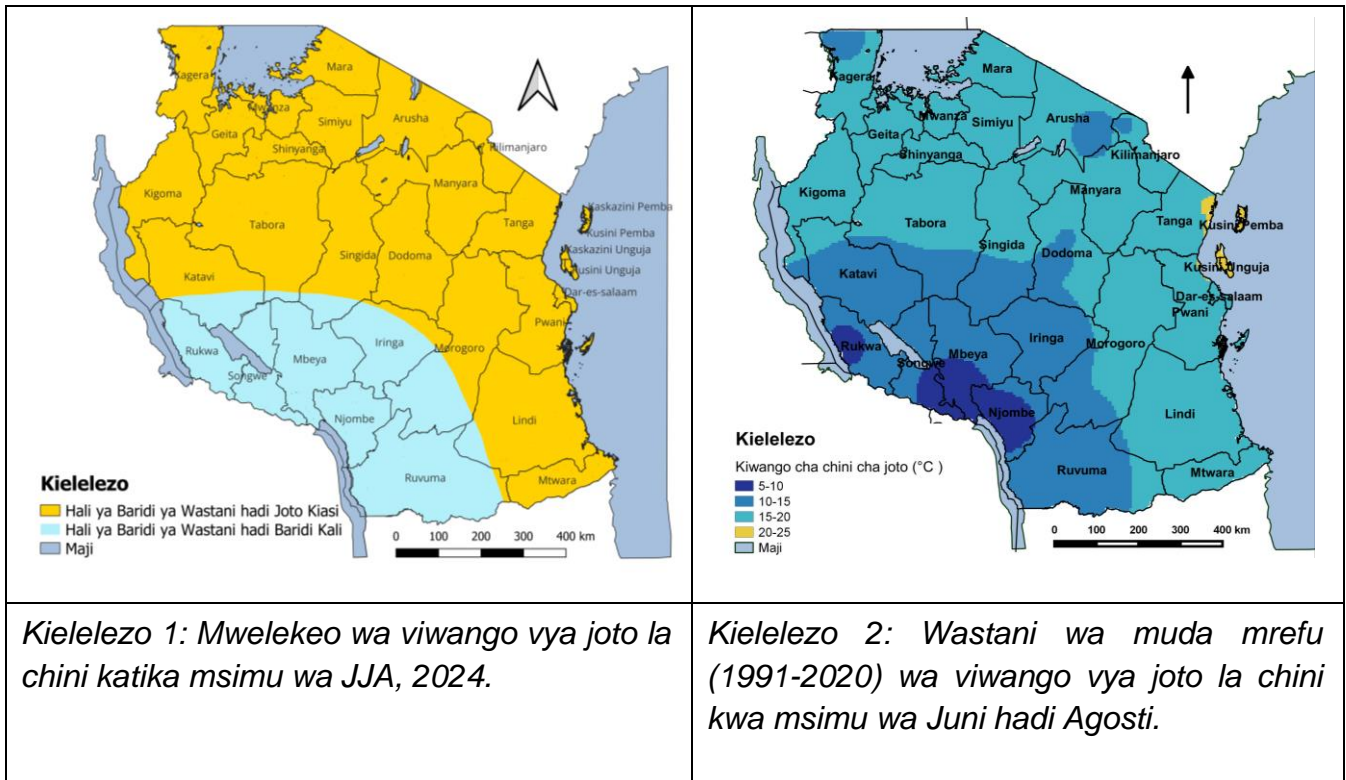 Kagera
Mara
Mwanza
Geita
Simiyu
Arusha
Shinyanga
Kilimanjaro
Kigoma
Manyara
Tabora
Tanga
Kaskazini Pemba
Kusini Pemba
Singida
Dodoma
Kaskazini Unguja
Kusini Unguja
Katavi
Dar-es-salaam
Pwani
Rukwa
Mbeya
Iringa
Morogoro
Songwe
Njombe
Lindi
Ruvuma
Mtwara
Kielelezo
Hali ya Baridi ya Wastani hadi Joto Kiasi
Hali ya Baridi ya Wastani hadi Baridi Kali
Maji
0 100 200 300 400 km
Kagera
Mara
Mwanza
Simiyu
Arusha
Geita
Shinyanga
Kilimanjaro
Kigoma
Manyara
Tabora
Tanga
Kusini Pemba
Singida
Dodoma
Katavi
Kusini Unguja
Dar-es-salaam
Pwani
Rukwa
Songwe
Mbeya
Iringa
Morogoro
Njombe
Lindi
Ruvuma
Mtwara
Kielelezo
Kiwango cha chini cha joto (°C )
5-10
10-15
15-20
20-25
Maji
0 100 200 300 400 km
Kielelezo 1: Mwelekeo wa viwango vya joto la
chini katika msimu wa JJA, 2024.
Kielelezo 2: Wastani wa muda mrefu
(1991-2020) wa viwango vya joto la chini
kwa msimu wa Juni hadi Agosti.